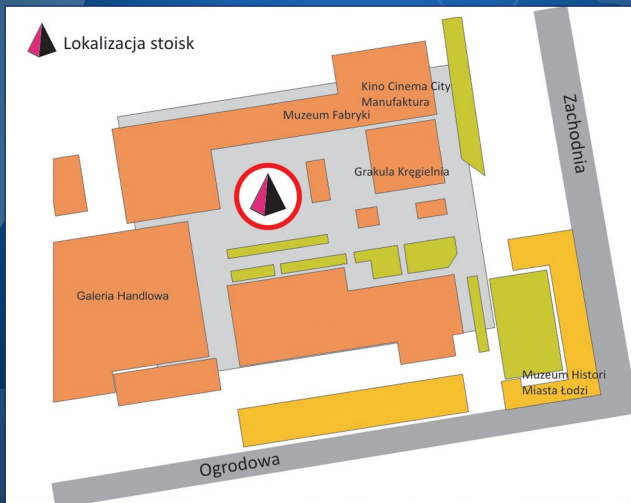 Lokalizacja stoisk
Kino Cinema City
Manufaktura
Muzeum Fabryki
Zachodnia
Grakula Kręgielnia
Galeria Handlowa
Muzeum Histori
Miasta Łodzi
Ogrodowa